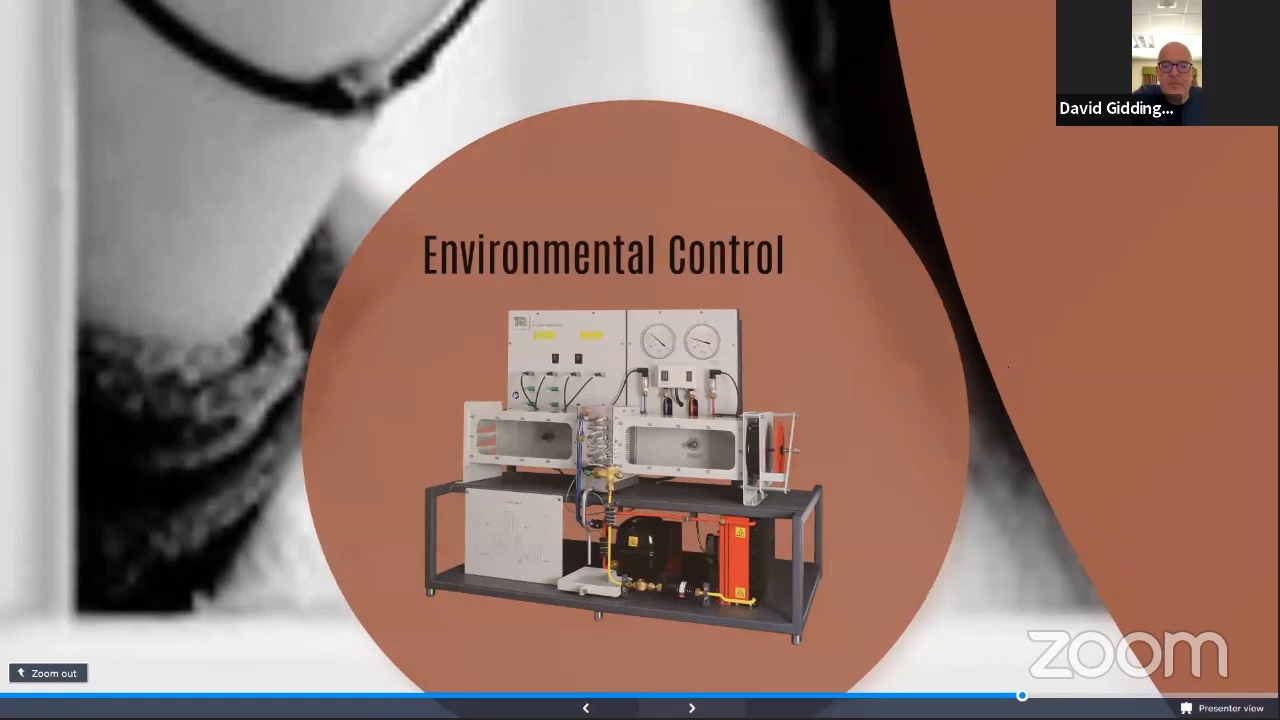 David Gidding...
Environmental Control
zoom
Zoom out
Presenter view